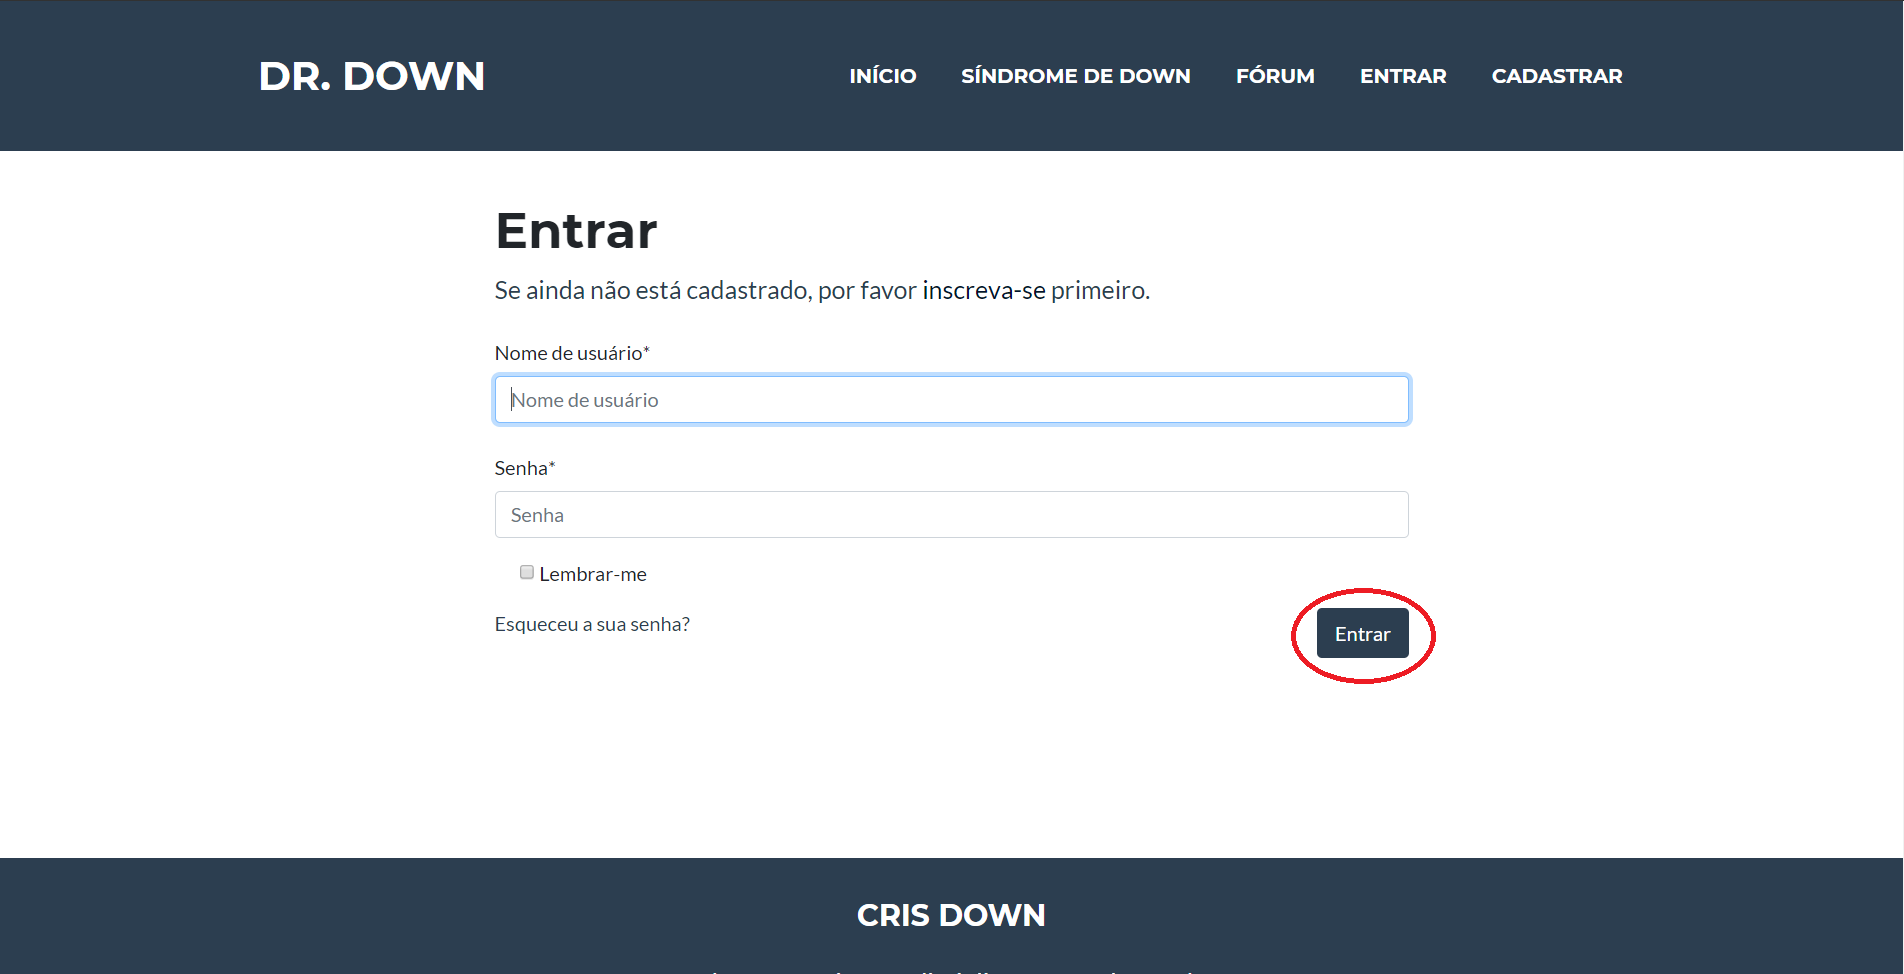 DR. DOWN
INÍCIO SÍNDROME DE DOWN FÓRUM ENTRAR CADASTRAR
Entrar
Se ainda não está cadastrado, por favor inscreva-se primeiro.
Nome de usuário*
Nome de usuário
Senha*
Senha
Lembrar-me
Esqueceu a sua senha?
Entrar
CRIS DOWN